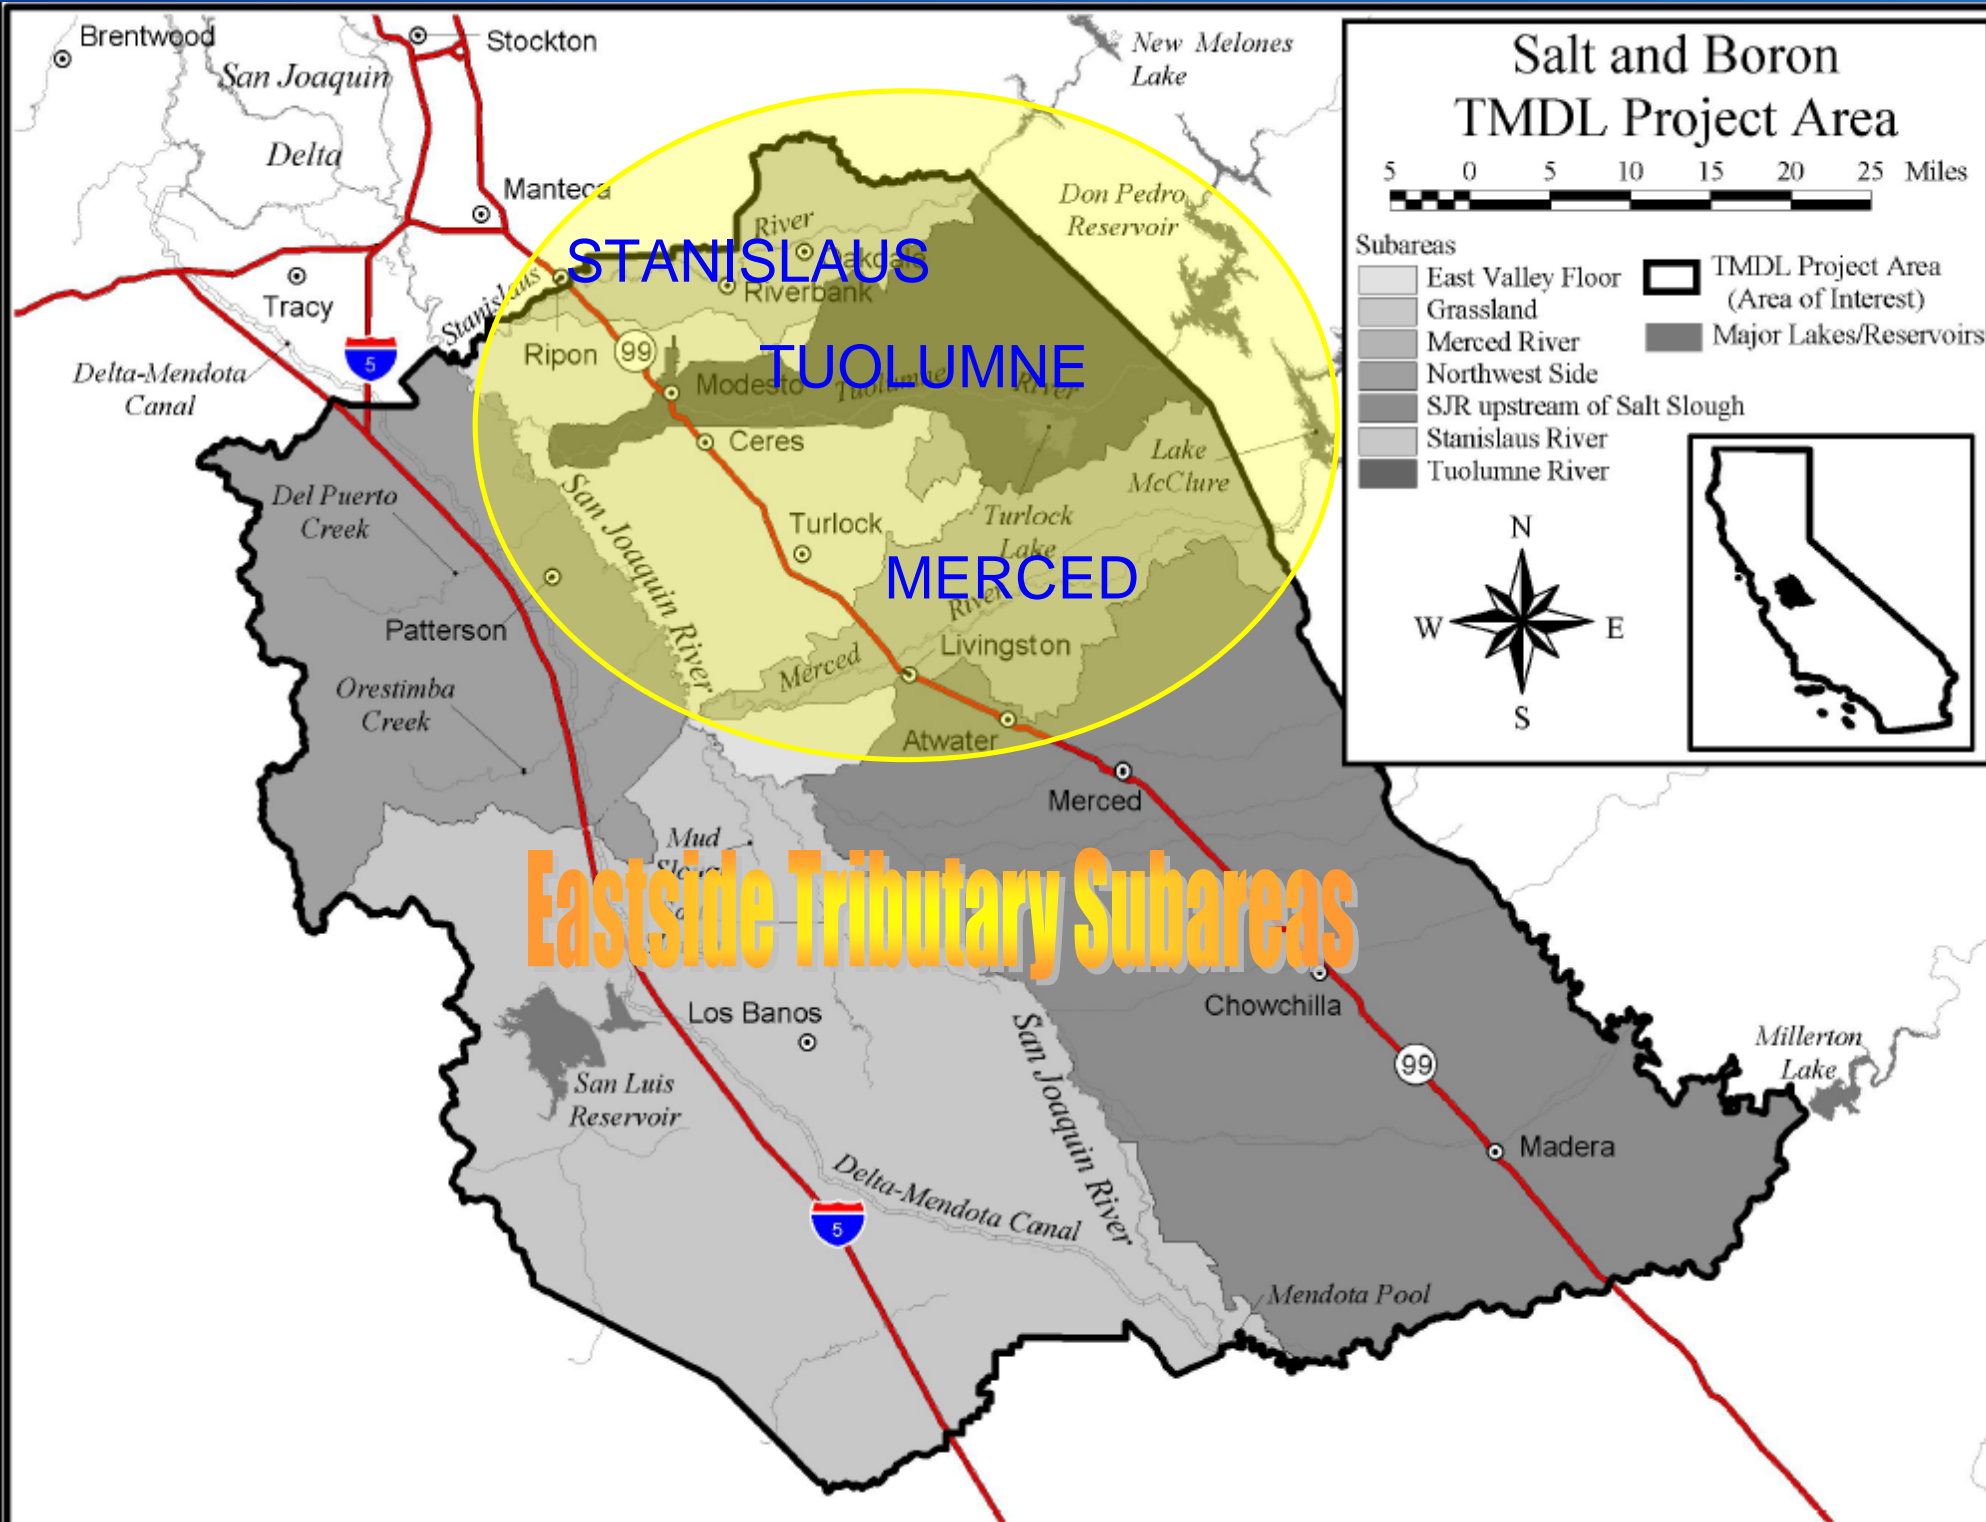 Salt and Boron
TMDL Project Area
5 0 5 10 15 20 25 Miles
Subareas
East Valley Floor
Grassland
Merced River
Northwest Side
SJR upstream of Salt Slough
Stanislaus River
Tuolumne River
TMDL Project Area
(Area of Interest)
Major Lakes/Reservoirs
N
W E
S
Brentwood
Stockton
San Joaquin
Delta
New Melones
Lake
Manteca
Don Pedro
Reservoir
River
STANISLAUS
Oakdale
Riverbank
Stanislaus
Tracy
5
Ripon
99
TUOLUMNE
Modesto
Tuolumne
River
Delta-Mendota
Canal
Ceres
Lake
McClure
Del Puerto
Creek
San Joaquin River
Turlock
Turlock
Lake
MERCED
River
Patterson
Livingston
Merced
Orestimba
Creek
Atwater
Merced
Mud
Slough
Eastside Tributary Subareas
Los Banos
Chowchilla
San Luis
Reservoir
San Joaquin River
99
Millerton
Lake
Madera
Delta-Mendota Canal
5
Mendota Pool